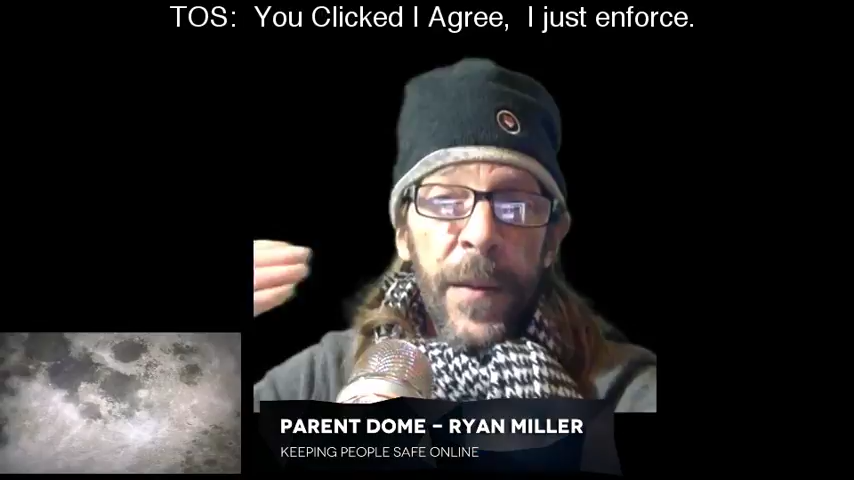 TOS:  You Clicked I Agree,  I just enforce.
PARENT DOME – RYAN MILLER
KEEPING PEOPLE SAFE ONLINE